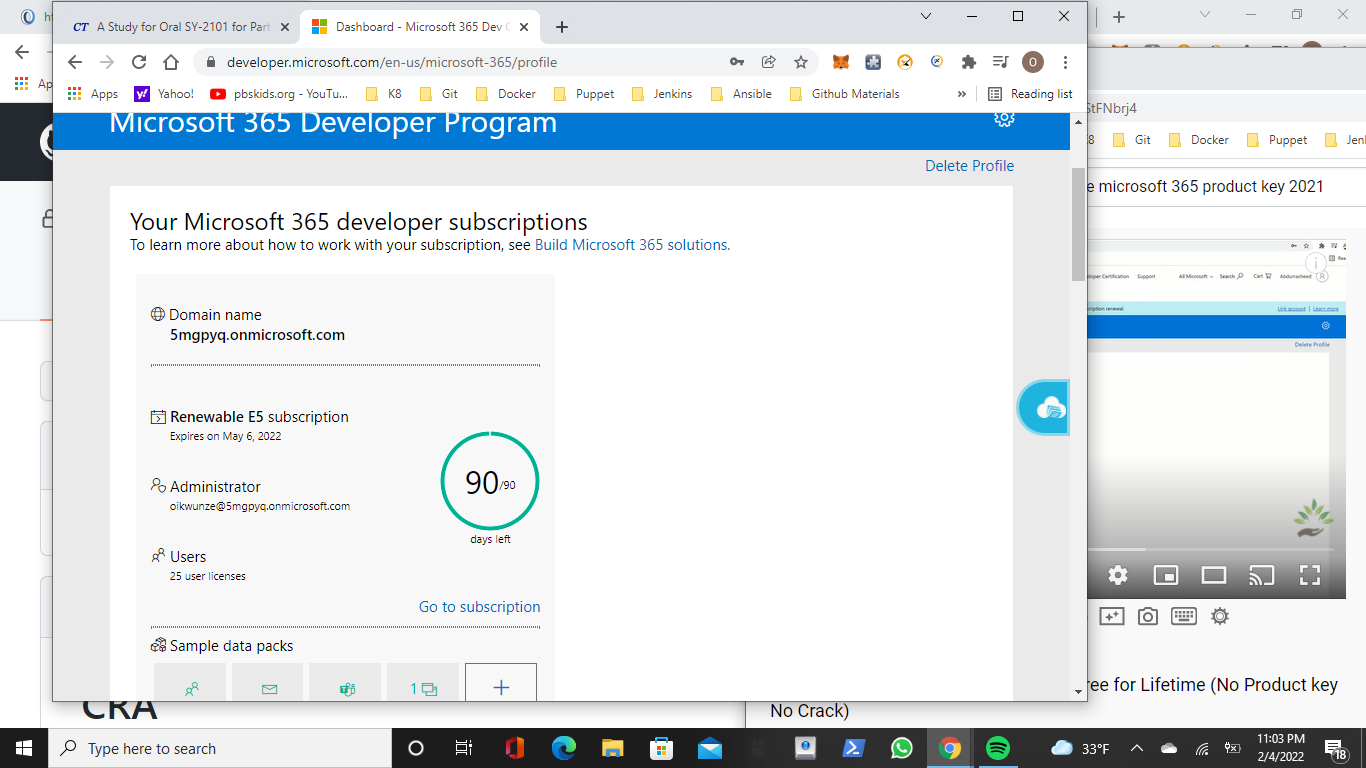 CT A Study for Oral SY-2101 for Part
Dashboard - Microsoft 365 Dev
developer.microsoft.com/en-us/microsoft-365/profile
O
Apps
Yahoo!
pbskids.org - YouTu...
K8
Git
Docker
Puppet
Jenkins
Ansible
Github Materials
»
Reading list
Microsoft 365 Developer Program
Delete Profile
Your Microsoft 365 developer subscriptions
To learn more about how to work with your subscription, see Build Microsoft 365 solutions.
Domain name
5mgpyq.onmicrosoft.com
Renewable E5 subscription
Expires on May 6, 2022
90/90
days left
Administrator
oikwunze@5mgpyq.onmicrosoft.com
Users
25 user licenses
Go to subscription
Sample data packs
1
StFNbrj4
8
Git
Docker
Puppet
e microsoft 365 product key 2021
oper Certification Support All Microsoft Search Cart Abdurrasheed
cription renewal. Link account | Learn more
Delete Profile
ree for Lifetime (No Product key
No Crack)
CRA
Type here to search
33°F
11:03 PM
2/4/2022
18